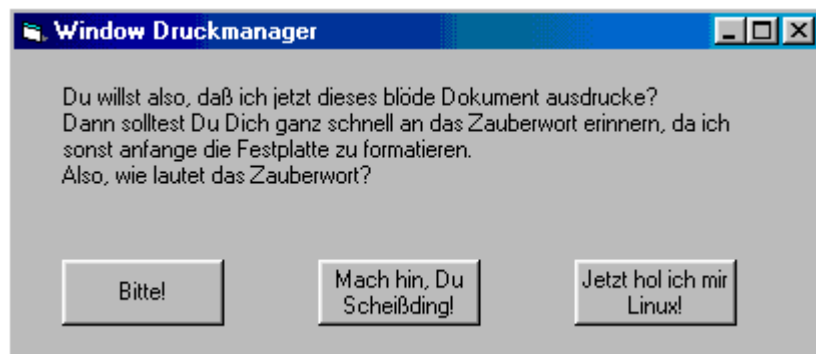 Window Druckmanager
Du willst also, daß ich jetzt dieses blöde Dokument ausdrucke?
Dann solltest Du Dich ganz schnell an das Zauberwort erinnern, da ich
sonst anfange die Festplatte zu formatieren.
Also, wie lautet das Zauberwort?
Bitte!
Mach hin, Du
Scheißding!
Jetzt hol ich mir
Linux!